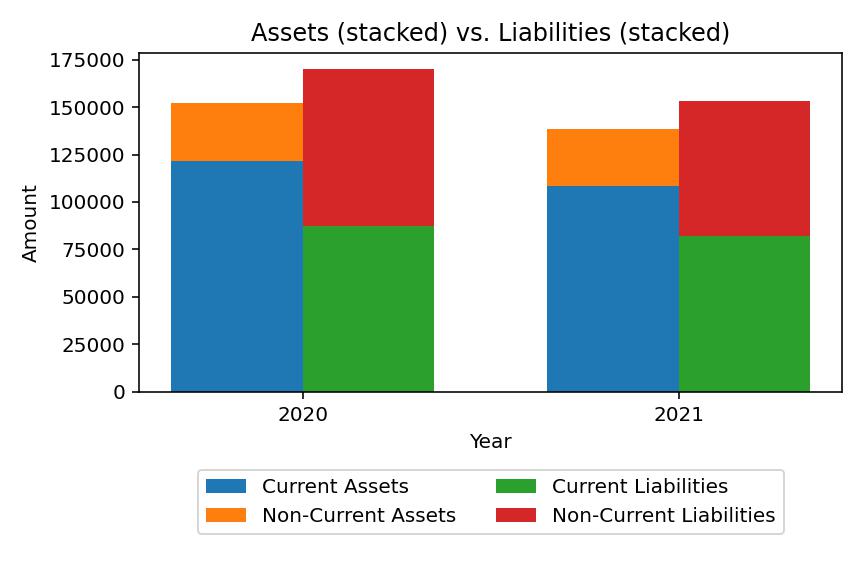 Assets (stacked) vs. Liabilities (stacked)
175000
150000
125000
100000
75000
50000
25000
0
Amount
2020 2021
Year
Current Assets Current Liabilities
Non-Current Assets Non-Current Liabilities